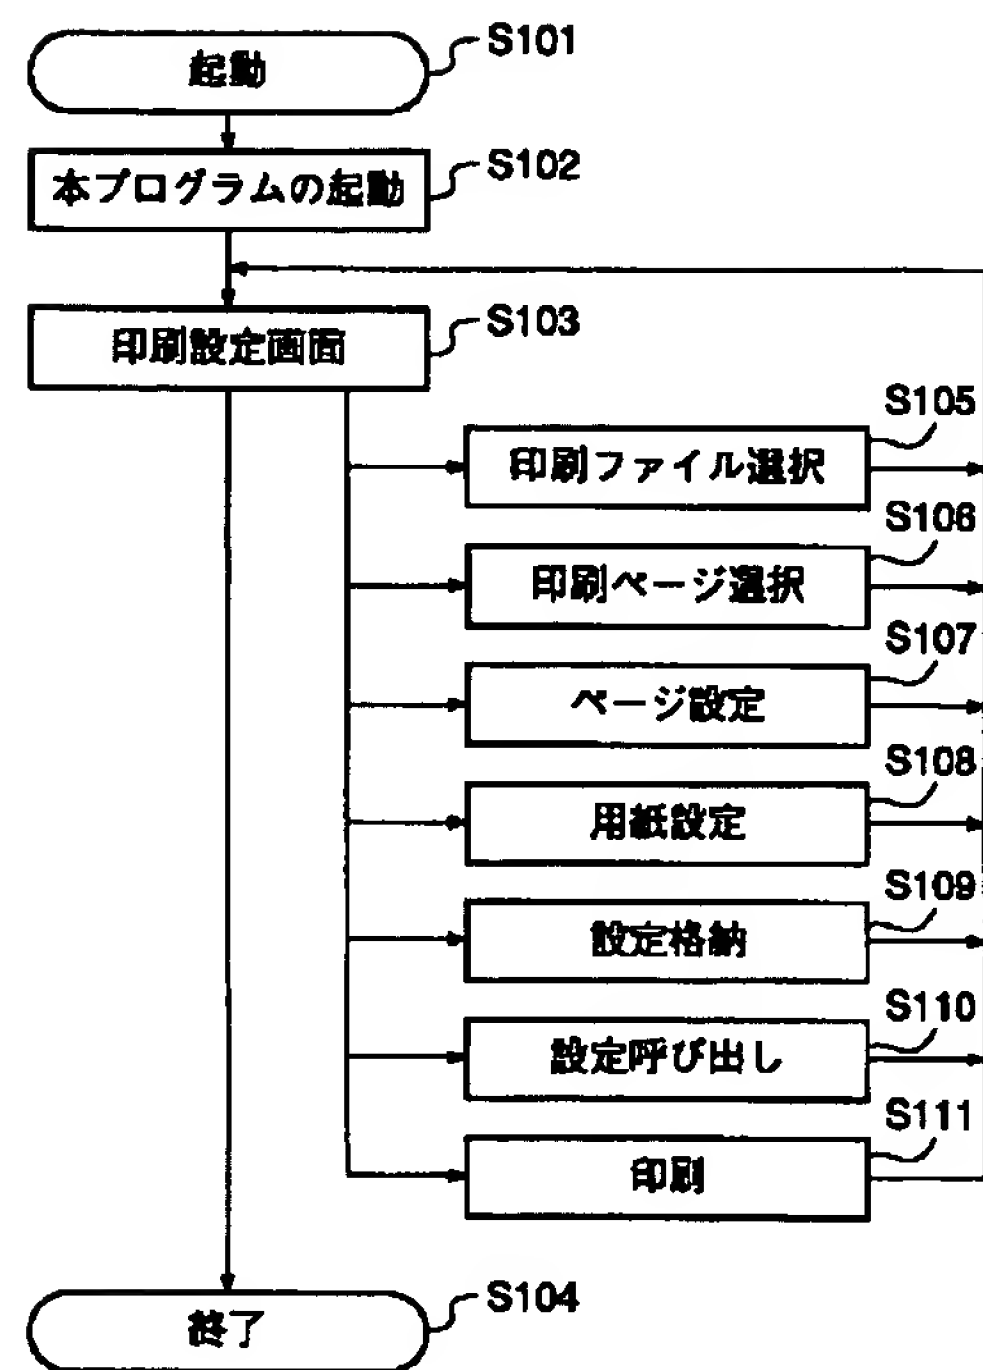 起動
S101
本プログラムの起動
S102
印刷設定画面
S103
S105
印刷ファイル選択
S106
印刷ページ選択
S107
ページ設定
S108
用紙設定
S109
設定格納
S110
設定呼び出し
S111
印刷
終了
S104